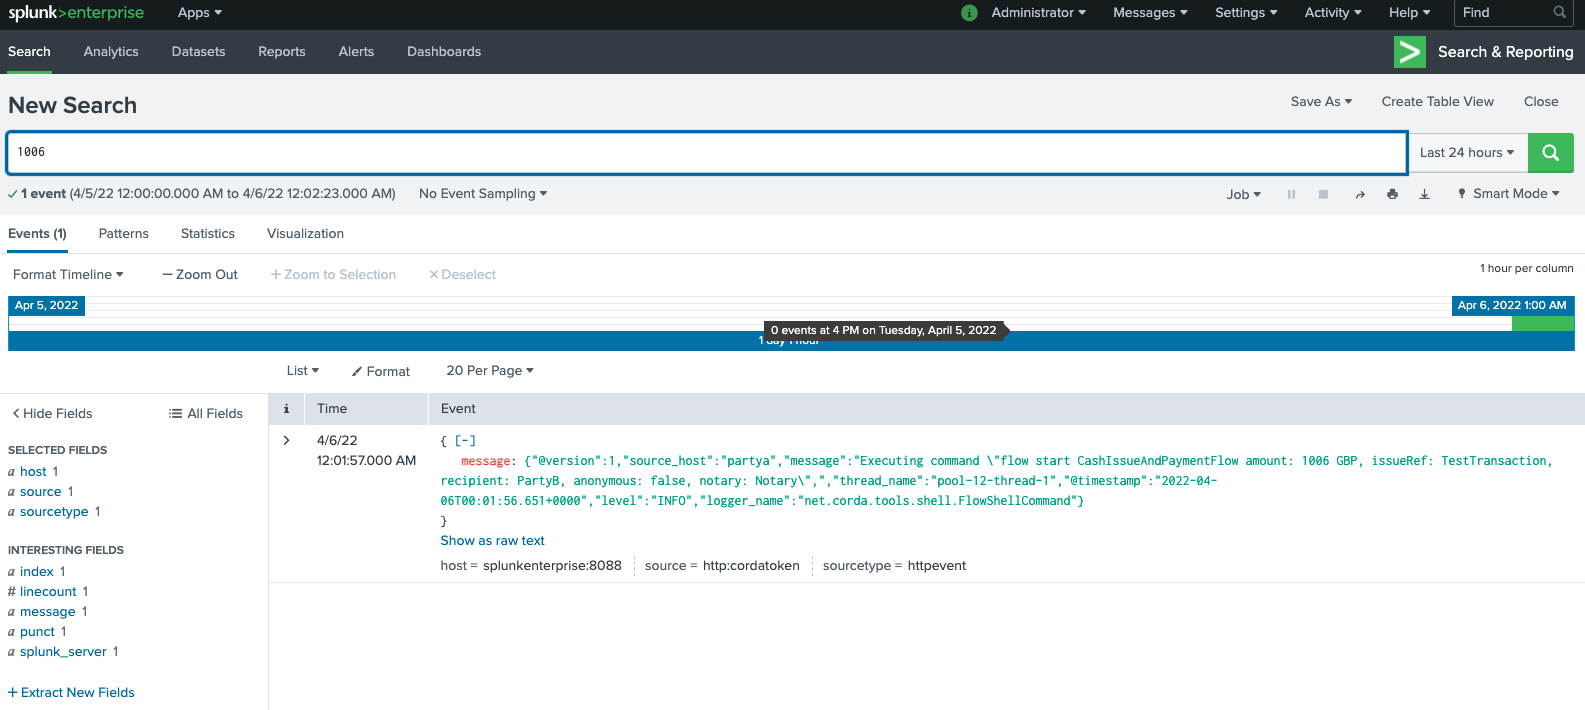 splunk>enterprise Apps Administrator Messages Settings Activity Help Find
Search Analytics Datasets Reports Alerts Dashboards Search & Reporting
New Search Save As Create Table View Close
1006 Last 24 hours
1 event (4/5/22 12:00:00.000 AM to 4/6/22 12:02:23.000 AM) No Event Sampling Job Smart Mode
Events (1) Patterns Statistics Visualization
Format Timeline — Zoom Out + Zoom to Selection × Deselect 1 hour per column
Apr 5, 2022 Apr 6, 2022 1:00 AM
0 events at 4 PM on Tuesday, April 5, 2022
1 day 1 hour
List Format 20 Per Page
< Hide Fields All Fields i Time Event
SELECTED FIELDS
a host 1
a source 1
a sourcetype 1
INTERESTING FIELDS
a index 1
# linecount 1
a message 1
a punct 1
a splunk_server 1
+ Extract New Fields
> 4/6/22
12:01:57.000 AM
{ [-]
message: {"@version":1,"source_host":"partya","message":"Executing command \"flow start CashIssueAndPaymentFlow amount: 1006 GBP, issueRef: TestTransaction,
recipient: PartyB, anonymous: false, notary: Notary\",","thread_name":"pool-12-thread-1","@timestamp":"2022-04-
06T00:01:56.651+0000","level":"INFO","logger_name":"net.corda.tools.shell.FlowShellCommand"}
}
Show as raw text
host = splunkenterprise:8088 source = http:cordatoken sourcetype = httpevent